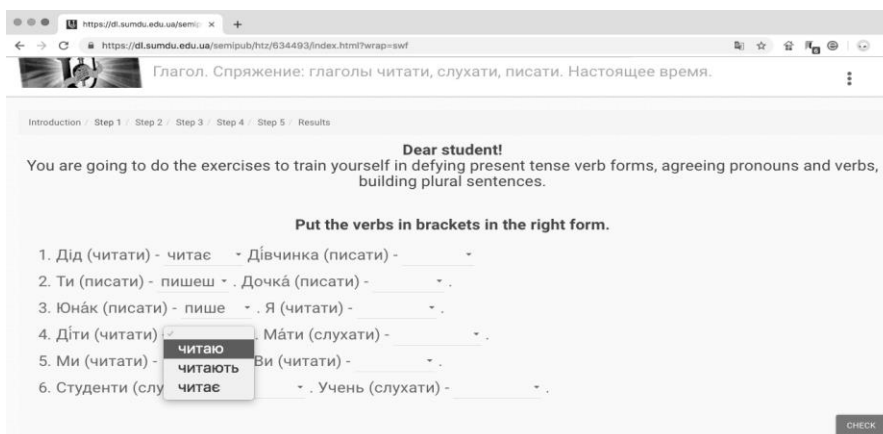 https://dl.sumdu.edu.ua/semip × +
https://dl.sumdu.edu.ua/semipub/htz/634493/index.html?wrap=swf
Глагол. Спряжение: глаголы читати, слухати, писати. Настоящее время.
Introduction / Step 1 / Step 2 / Step 3 / Step 4 / Step 5 / Results
Dear student!
You are going to do the exercises to train yourself in defying present tense verb forms, agreeing pronouns and verbs,
building plural sentences.
Put the verbs in brackets in the right form.
1. Дід (читати) - читає Ді́вчинка (писати) -
2. Ти (писати) - пишеш . Дочка́ (писати) - .
3. Юна́к (писати) - пише . Я (читати) - .
4. Ді́ти (читати) - . Ма́ти (слухати) - .
5. Ми (читати) - Ви (читати) - .
6. Студенти (слу . Учень (слухати) - .
читаю
читають
читає
CHECK